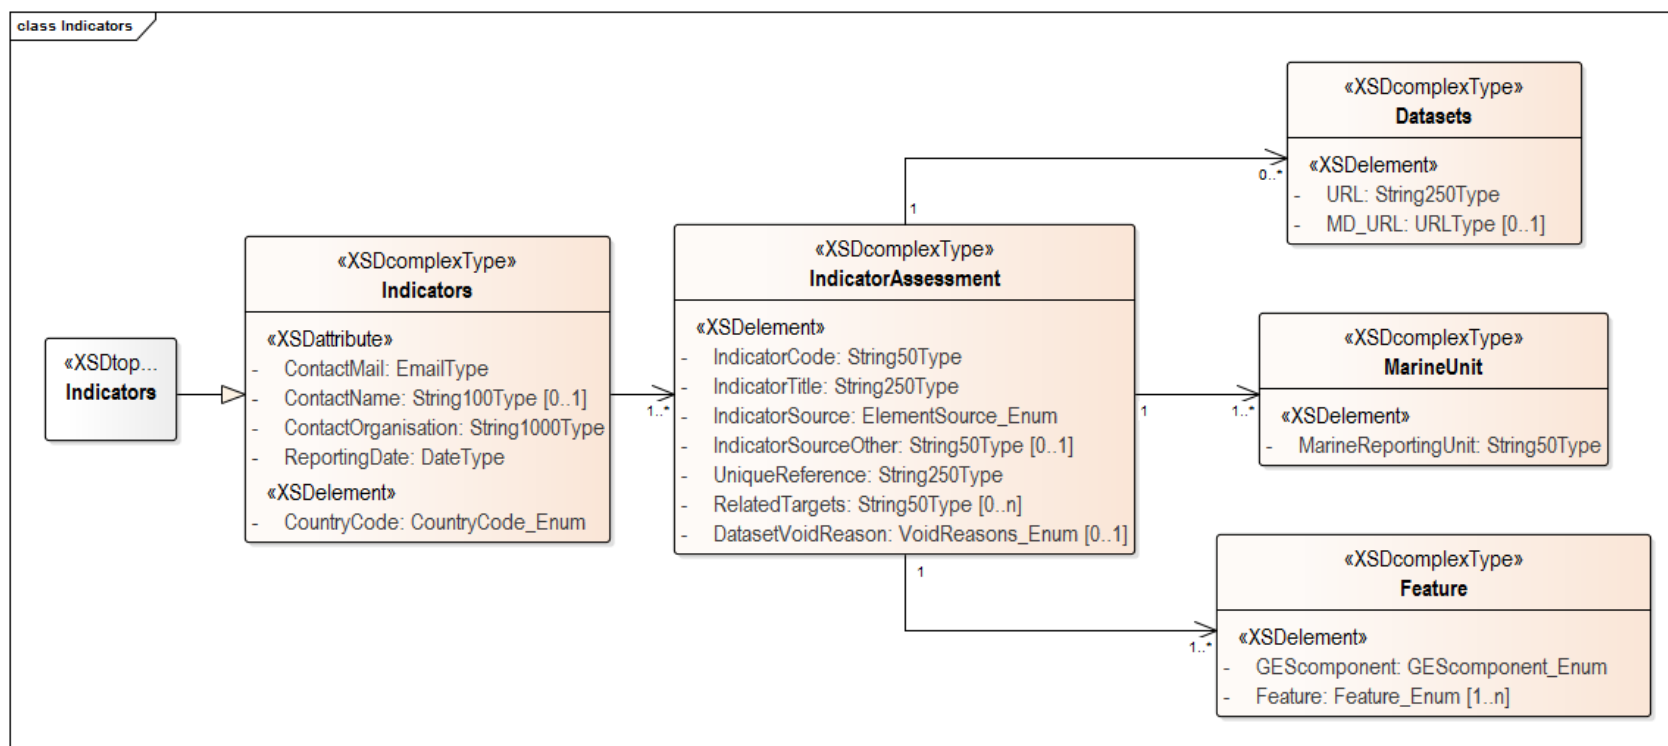 class Indicators
«XSDtop...
Indicators
«XSDcomplexType»
Indicators
«XSDattribute»
- ContactMail: EmailType
- ContactName: String100Type [0..1]
- ContactOrganisation: String1000Type
- ReportingDate: DateType
«XSDelement»
- CountryCode: CountryCode_Enum
1..*
«XSDcomplexType»
IndicatorAssessment
«XSDelement»
- IndicatorCode: String50Type
- IndicatorTitle: String250Type
- IndicatorSource: ElementSource_Enum
- IndicatorSourceOther: String50Type [0..1]
- UniqueReference: String250Type
- RelatedTargets: String50Type [0..n]
- DatasetVoidReason: VoidReasons_Enum [0..1]
1
0..*
«XSDcomplexType»
Datasets
«XSDelement»
- URL: String250Type
- MD_URL: URLType [0..1]
1
1..*
«XSDcomplexType»
MarineUnit
«XSDelement»
- MarineReportingUnit: String50Type
1
1..*
«XSDcomplexType»
Feature
«XSDelement»
- GEScomponent: GEScomponent_Enum
- Feature: Feature_Enum [1..n]